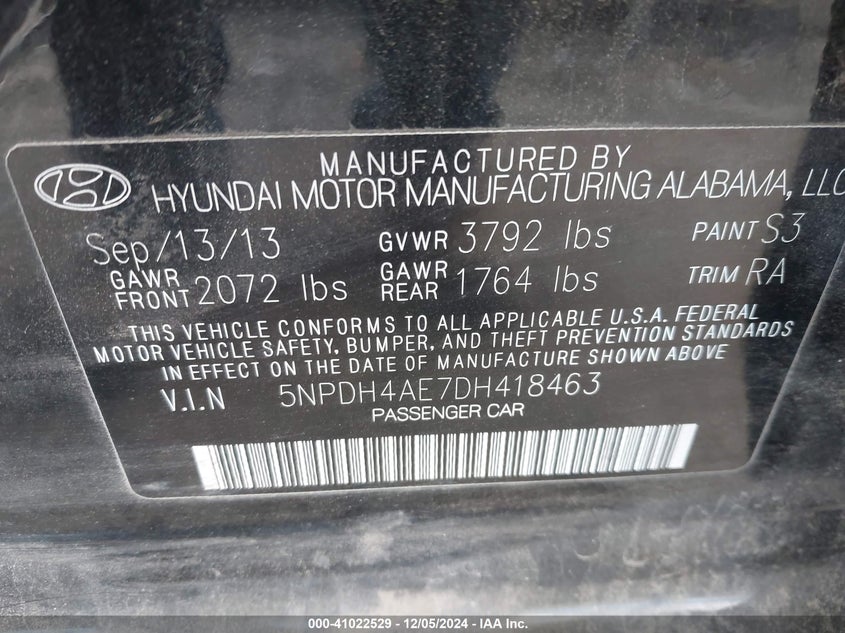 MANUFACTURED BY
HYUNDAI MOTOR MANUFACTURING ALABAMA, LLC
Sep/13/13 GVWR 3792 lbs PAINT S3
GAWR FRONT 2072 lbs GAWR REAR 1764 lbs TRIM RA
THIS VEHICLE CONFORMS TO ALL APPLICABLE U.S.A. FEDERAL
MOTOR VEHICLE SAFETY, BUMPER, AND THEFT PREVENTION STANDARDS
IN EFFECT ON THE DATE OF MANUFACTURE SHOWN ABOVE
V.I.N 5NPDH4AE7DH418463
PASSENGER CAR
000-41022529 - 12/05/2024 - IAA Inc.